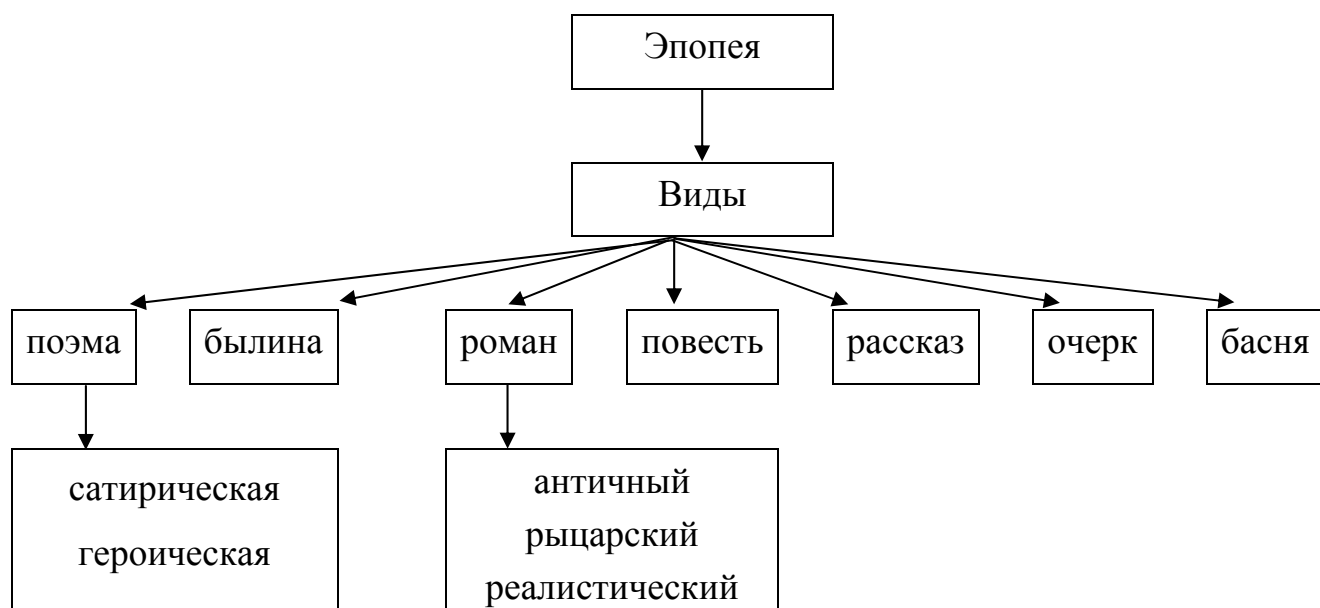 Эпопея
Виды
поэма
былина
роман
повесть
рассказ
очерк
басня
сатирическая
героическая
античный
рыцарский
реалистический